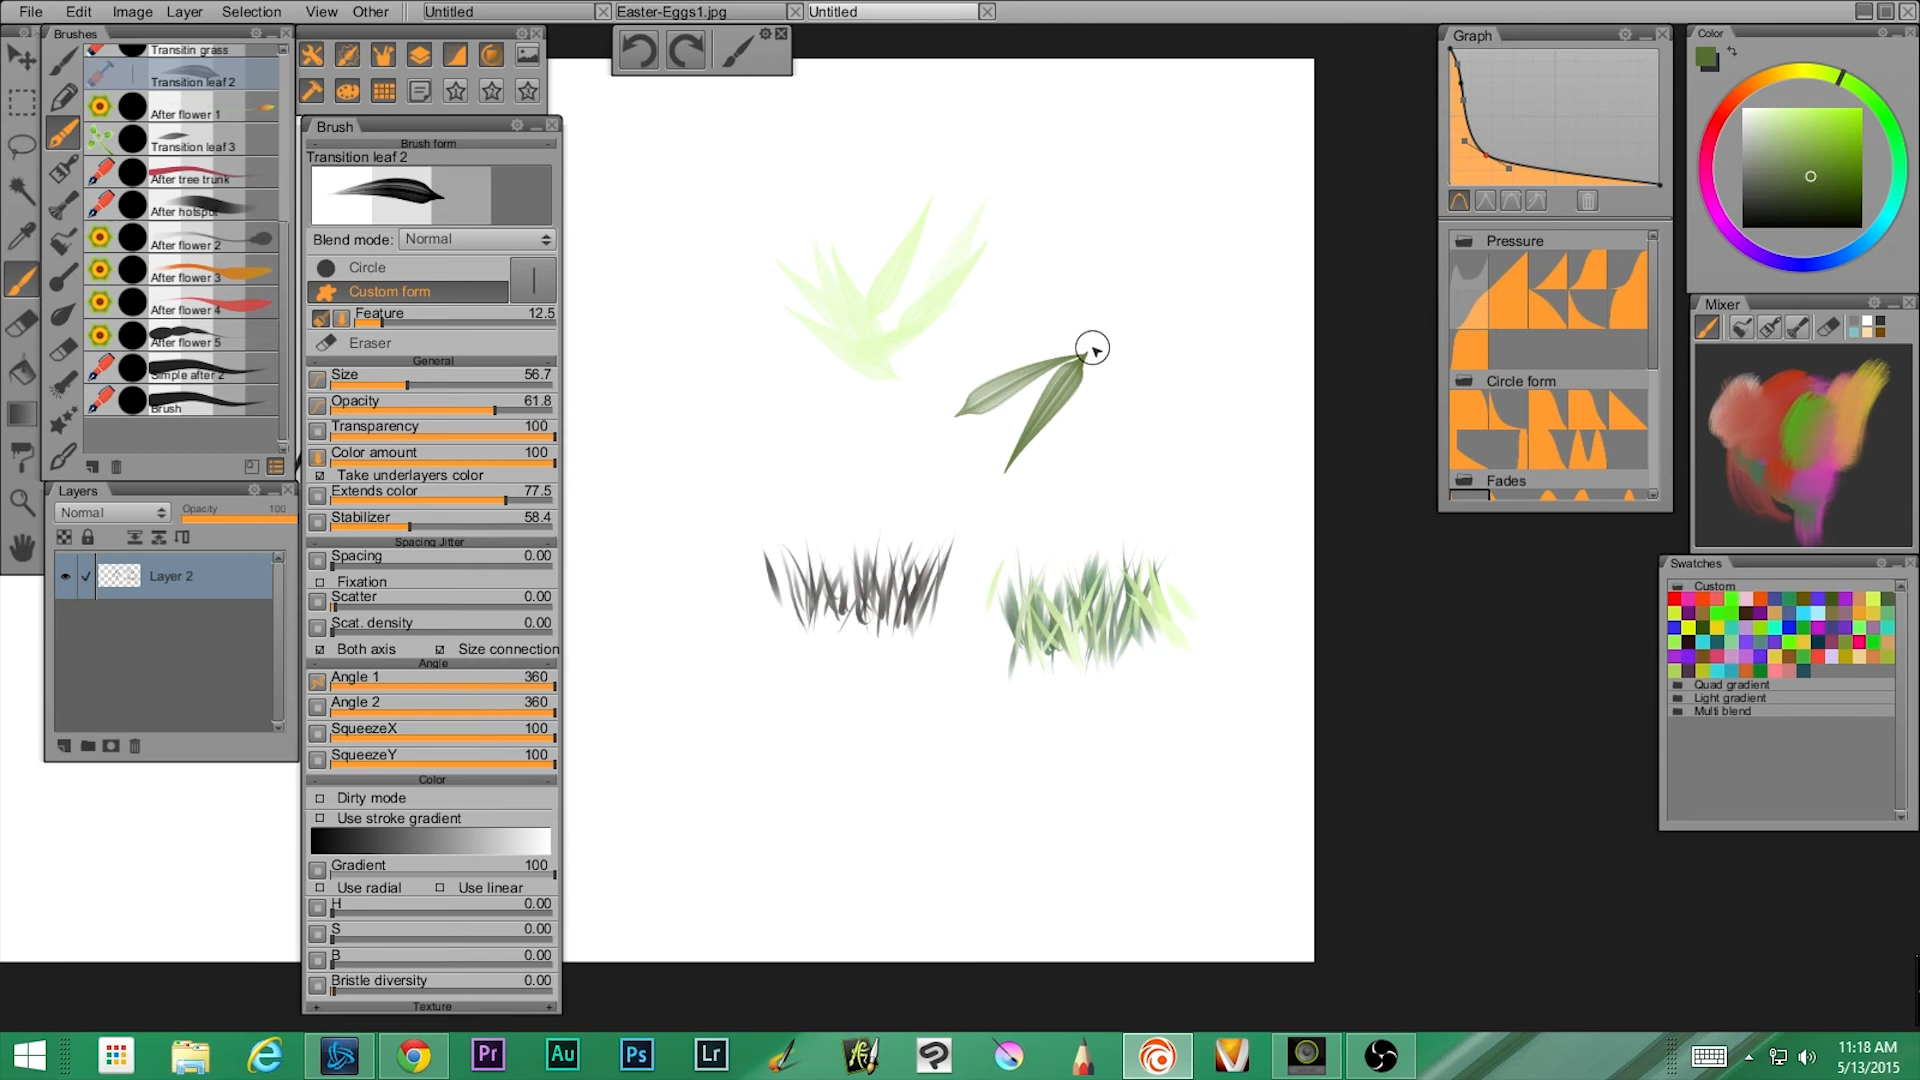 File Edit Image Layer Selection View Other Untitled Easter-Eggs1.jpg Untitled
Brushes
Transitin grass
Transition leaf 2
After flower 1
Transition leaf 3
After tree trunk
After hotspot
After flower 2
After flower 3
After flower 4
After flower 5
Simple after 2
Brush
Layers
Normal
Opacity 100
Layer 2
Brush
Brush form
Transition leaf 2
Blend mode: Normal
Circle
Custom form
Feature 12.5
Eraser
General
Size 56.7
Opacity 61.8
Transparency 100
Color amount 100
Take underlayers color
Extends color 77.5
Stabilizer 58.4
Spacing Jitter
Spacing 0.00
Fixation
Scatter 0.00
Scat. density 0.00
Both axis Size connection
Angle
Angle 1 360
Angle 2 360
SqueezeX 100
SqueezeY 100
Color
Dirty mode
Use stroke gradient
Gradient 100
Use radial Use linear
H 0.00
S 0.00
B 0.00
Bristle diversity 0.00
Texture
Graph
Pressure
Circle form
Fades
Color
Mixer
Swatches
Custom
Quad gradient
Light gradient
Multi blend
Pr Au Ps Lr
11:18 AM
5/13/2015